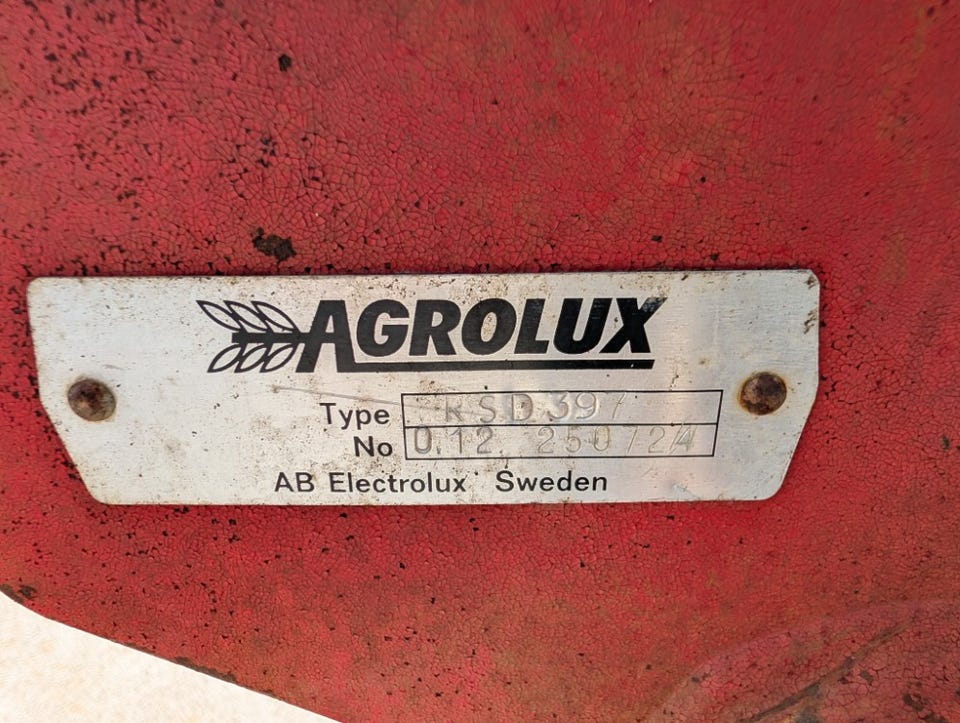 AGROLUX
Type RSD 397
No 0.12. 250724
AB Electrolux Sweden